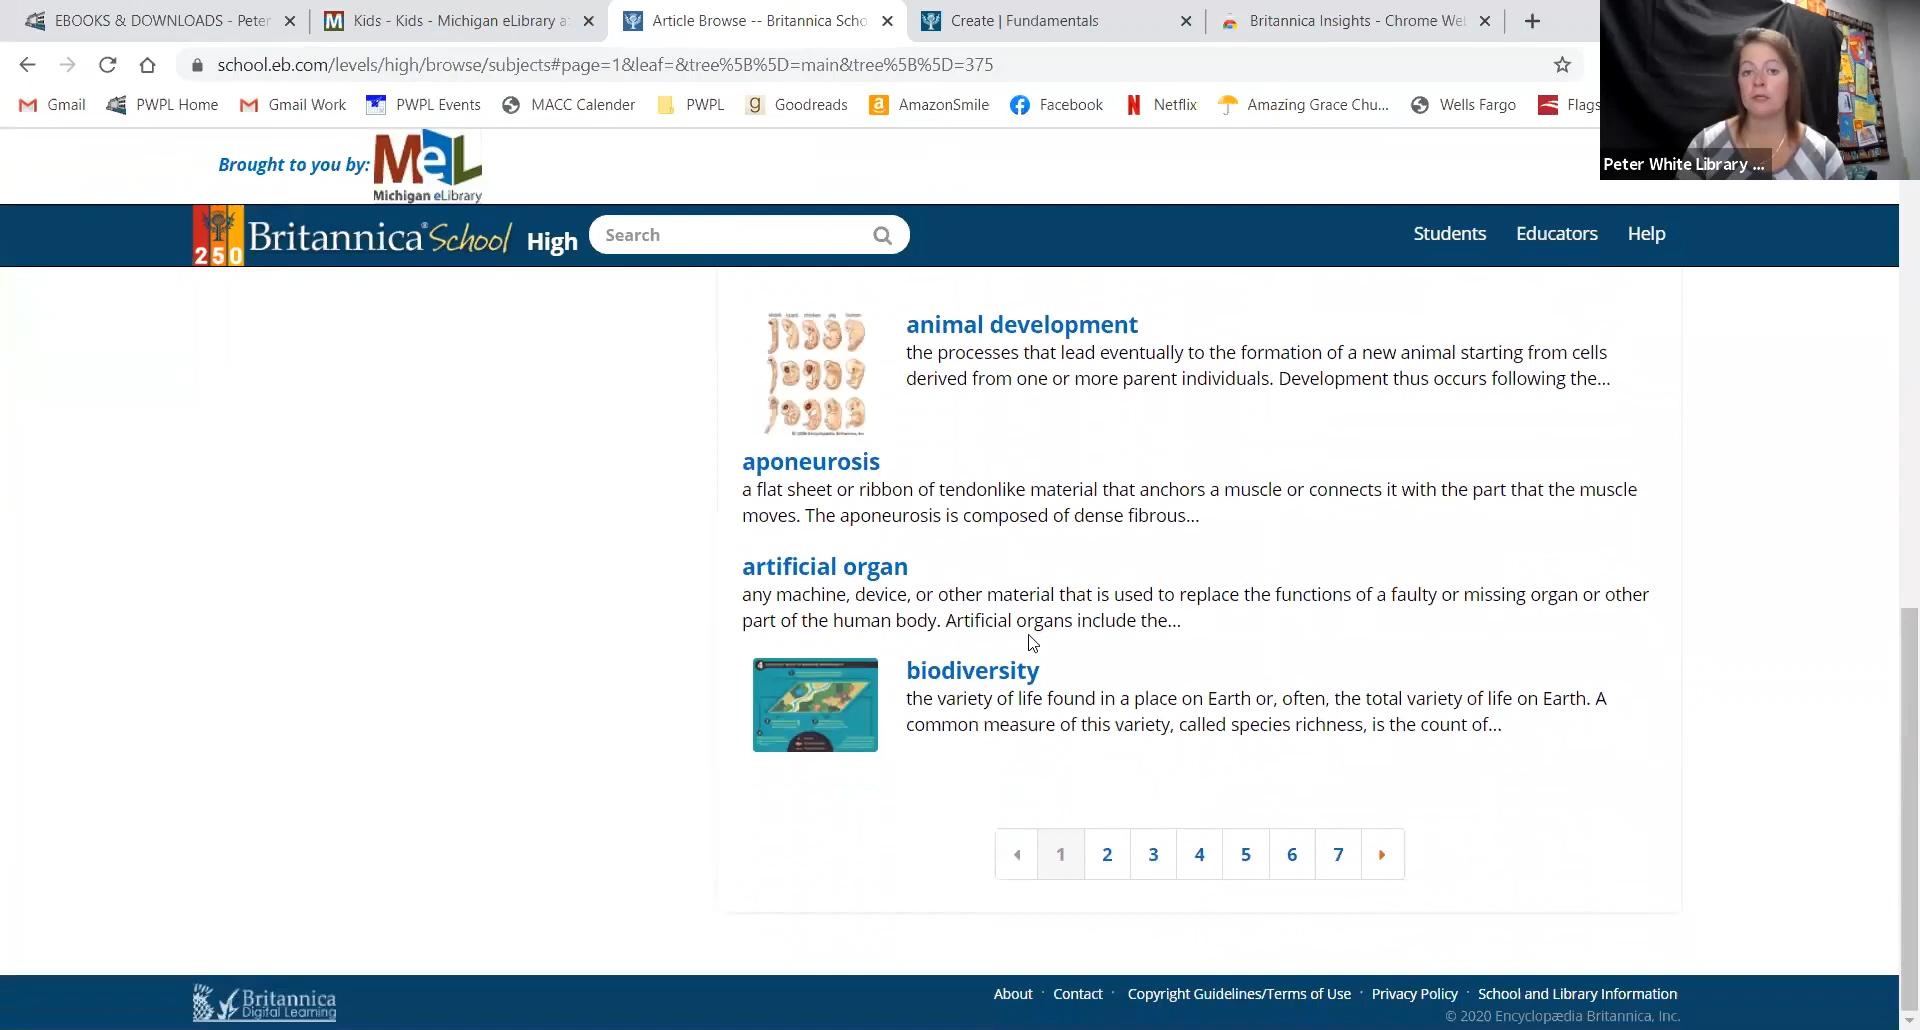 EBOOKS & DOWNLOADS - Peter
Kids - Kids - Michigan eLibrary a
Article Browse -- Britannica Scho
Create | Fundamentals
Britannica Insights - Chrome Web
school.eb.com/levels/high/browse/subjects#page=1&leaf=&tree%5B%5D=main&tree%5B%5D=375
Gmail
PWPL Home
Gmail Work
PWPL Events
MACC Calender
PWPL
Goodreads
AmazonSmile
Facebook
Netflix
Amazing Grace Chu...
Wells Fargo
Flags
Peter White Library ...
Brought to you by:
MeL
Michigan eLibrary
250
Britannica School High
Search
Students
Educators
Help
animal development
the processes that lead eventually to the formation of a new animal starting from cells
derived from one or more parent individuals. Development thus occurs following the...
aponeurosis
a flat sheet or ribbon of tendonlike material that anchors a muscle or connects it with the part that the muscle
moves. The aponeurosis is composed of dense fibrous...
artificial organ
any machine, device, or other material that is used to replace the functions of a faulty or missing organ or other
part of the human body. Artificial organs include the...
biodiversity
the variety of life found in a place on Earth or, often, the total variety of life on Earth. A
common measure of this variety, called species richness, is the count of...
1 2 3 4 5 6 7
Britannica
Digital Learning
About · Contact · Copyright Guidelines/Terms of Use · Privacy Policy · School and Library Information
© 2020 Encyclopædia Britannica, Inc.